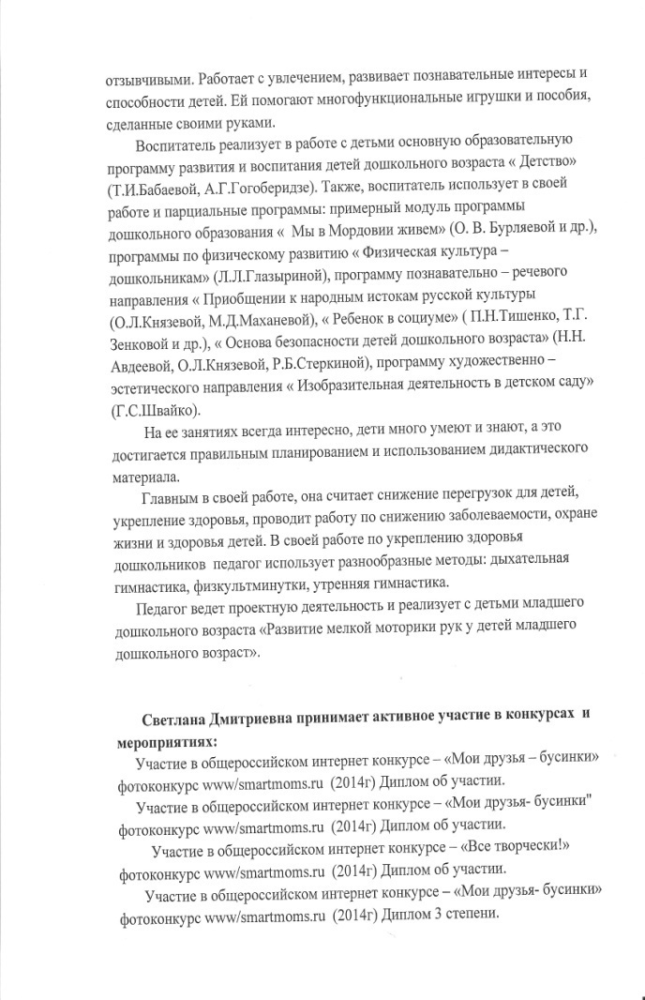 отзывчивыми. Работает с увлечением, развивает познавательные интересы и
способности детей. Ей помогают многофункциональные игрушки и пособия,
сделанные своими руками.
Воспитатель реализует в работе с детьми основную образовательную
программу развития и воспитания детей дошкольного возраста « Детство»
(Т.И.Бабаевой, А.Г.Гогоберидзе). Также, воспитатель использует в своей
работе и парциальные программы: примерный модуль программы
дошкольного образования «  Мы в Мордовии живем» (О. В. Бурляевой и др.),
программы по физическому развитию « Физическая культура –
дошкольникам» (Л.Л.Глазыриной), программу познавательно – речевого
направления « Приобщении к народным истокам русской культуры
(О.Л.Князевой, М.Д.Маханевой), « Ребенок в социуме» ( П.Н.Тишенко, Т.Г.
Зенковой и др.), « Основа безопасности детей дошкольного возраста» (Н.Н.
Авдеевой, О.Л.Князевой, Р.Б.Стеркиной), программу художественно –
эстетического направления « Изобразительная деятельность в детском саду»
(Г.С.Швайко).
На ее занятиях всегда интересно, дети много умеют и знают, а это
достигается правильным планированием и использованием дидактического
материала.
Главным в своей работе, она считает снижение перегрузок для детей,
укрепление здоровья, проводит работу по снижению заболеваемости, охране
жизни и здоровья детей. В своей работе по укреплению здоровья
дошкольников  педагог использует разнообразные методы: дыхательная
гимнастика, физкультминутки, утренняя гимнастика.
Педагог ведет проектную деятельность и реализует с детьми младшего
дошкольного возраста «Развитие мелкой моторики рук у детей младшего
дошкольного возраст».
Светлана Дмитриевна принимает активное участие в конкурсах  и
мероприятиях:
Участие в общероссийском интернет конкурсе – «Мои друзья – бусинки»
фотоконкурс www/smartmoms.ru  (2014г) Диплом об участии.
Участие в общероссийском интернет конкурсе – «Мои друзья- бусинки"
фотоконкурс www/smartmoms.ru  (2014г) Диплом об участии.
Участие в общероссийском интернет конкурсе – «Все творчески!»
фотоконкурс www/smartmoms.ru  (2014г) Диплом об участии.
Участие в общероссийском интернет конкурсе – «Мои друзья- бусинки»
фотоконкурс www/smartmoms.ru  (2014г) Диплом 3 степени.